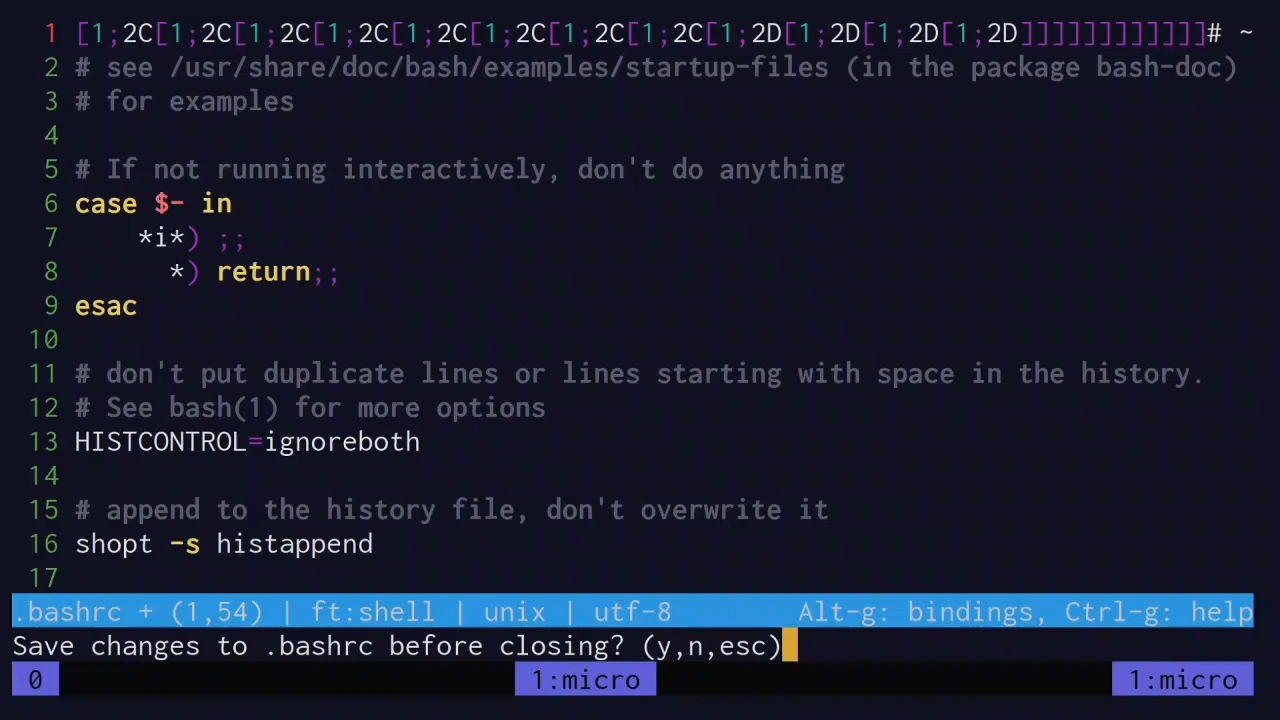 1 [1;2C[1;2C[1;2C[1;2C[1;2C[1;2C[1;2C[1;2C[1;2D[1;2D[1;2D[1;2D]]]]]]]]]]]]# ~
2 # see /usr/share/doc/bash/examples/startup-files (in the package bash-doc)
3 # for examples
4
5 # If not running interactively, don't do anything
6 case $- in
7     *i*) ;;
8       *) return;;
9 esac
10
11 # don't put duplicate lines or lines starting with space in the history.
12 # See bash(1) for more options
13 HISTCONTROL=ignoreboth
14
15 # append to the history file, don't overwrite it
16 shopt -s histappend
17
.bashrc + (1,54) | ft:shell | unix | utf-8 Alt-g: bindings, Ctrl-g: help
Save changes to .bashrc before closing? (y,n,esc)
0 1:micro 1:micro